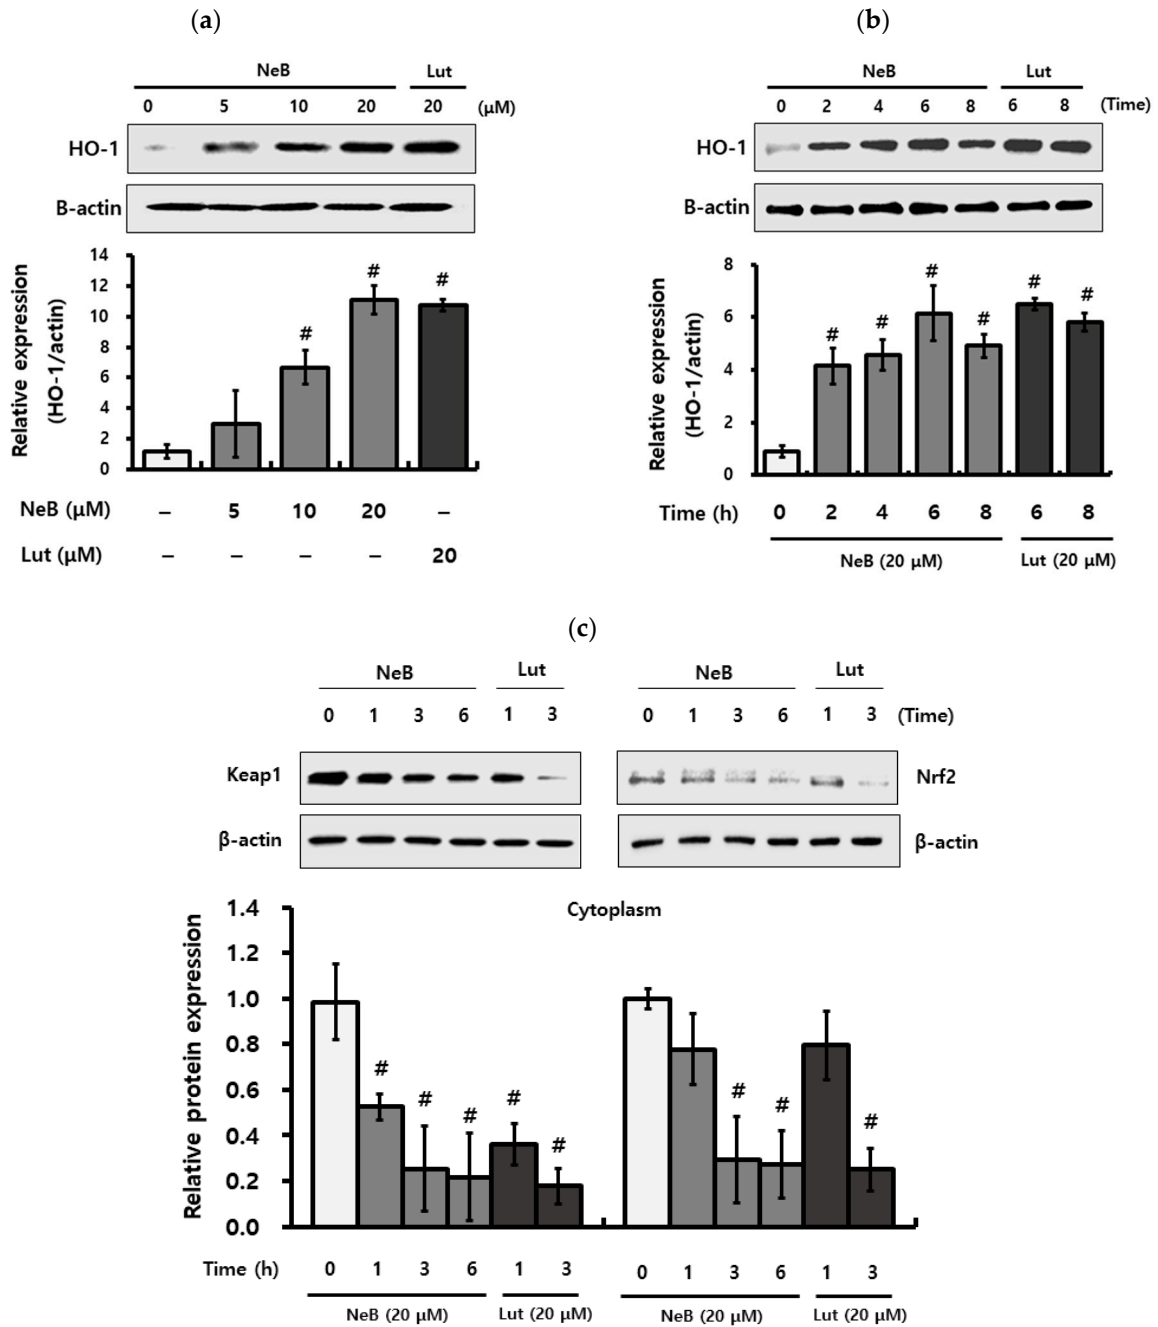 (a)
NeB Lut
0 5 10 20 20 (μM)
HO-1
B-actin
Relative expression
(HO-1/actin)
14
12
10
8
6
4
2
0
# # #
NeB (μM) – 5 10 20 –
Lut (μM) – – – – 20
(b)
NeB Lut
0 2 4 6 8 6 8 (Time)
HO-1
B-actin
Relative expression
(HO-1/actin)
8
6
4
2
0
# # # # # #
Time (h) 0 2 4 6 8 6 8
NeB (20 μM) Lut (20 μM)
(c)
NeB Lut NeB Lut
0 1 3 6 1 3 0 1 3 6 1 3 (Time)
Keap1 Nrf2
β-actin β-actin
Cytoplasm
Relative protein expression
1.4
1.2
1.0
0.8
0.6
0.4
0.2
0.0
# # # # # # # #
Time (h) 0 1 3 6 1 3 0 1 3 6 1 3
NeB (20 μM) Lut (20 μM) NeB (20 μM) Lut (20 μM)